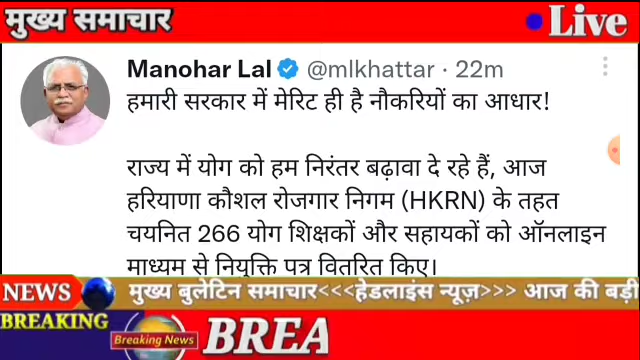 मुख्य समाचार
Live
Manohar Lal @mlkhattar · 22m
हमारी सरकार में मेरिट ही है नौकरियों का आधार!
राज्य में योग को हम निरंतर बढ़ावा दे रहे हैं, आज
हरियाणा कौशल रोजगार निगम (HKRN) के तहत
चयनित 266 योग शिक्षकों और सहायकों को ऑनलाइन
माध्यम से नियुक्ति पत्र वितरित किए।
NEWS मुख्य बुलेटिन समाचार<<<हेडलाइंस न्यूज़>>> आज की बड़ी
BREAKING
Breaking News
BREA